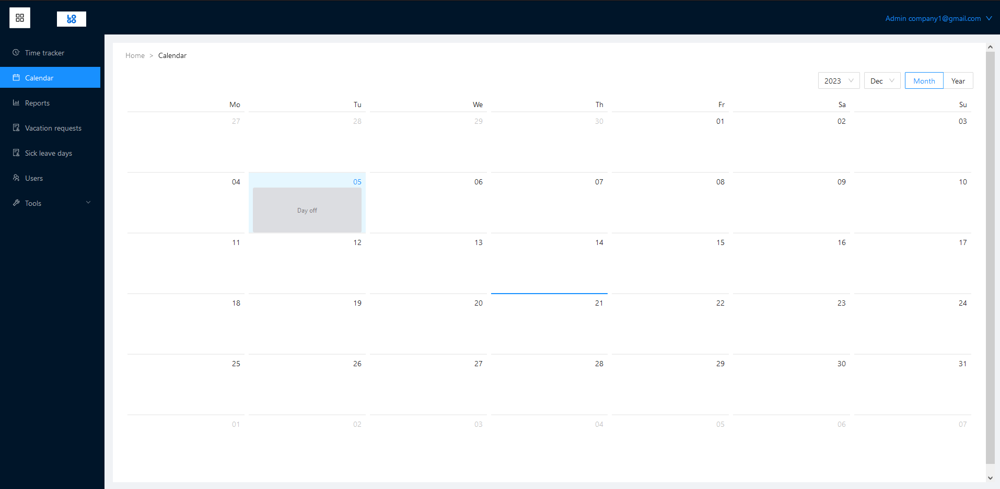 LO
GO
Admin company1@gmail.com
Time tracker
Calendar
Reports
Vacation requests
Sick leave days
Users
Tools
Home > Calendar
2023 Dec Month Year
Mo Tu We Th Fr Sa Su
27 28 29 30 01 02 03
04 05 06 07 08 09 10
Day off
11 12 13 14 15 16 17
18 19 20 21 22 23 24
25 26 27 28 29 30 31
01 02 03 04 05 06 07